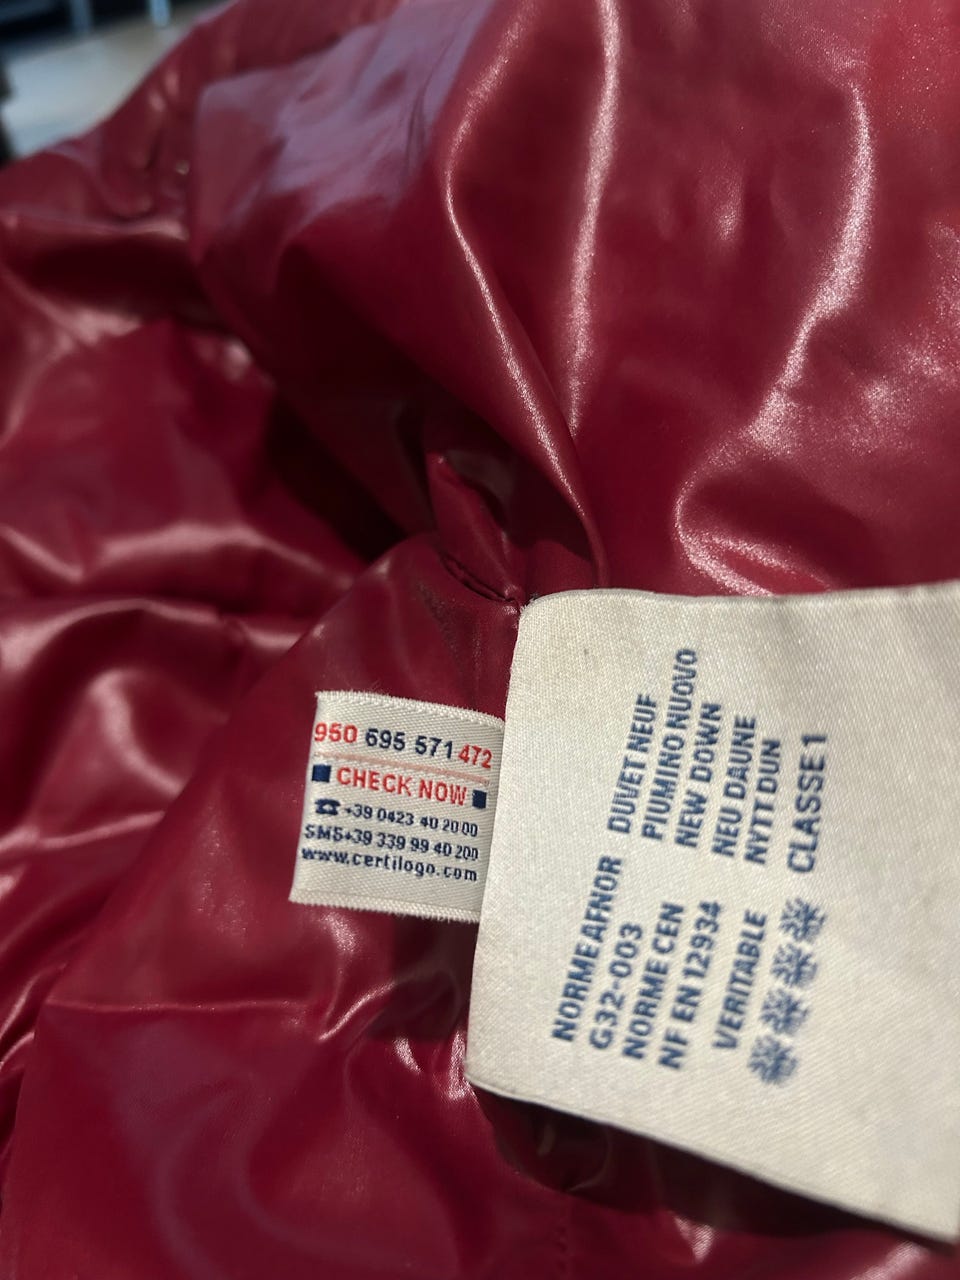 950 695 571 472
CHECK NOW
☎ +39 0423 40 20 00
SMS+39 339 99 40 200
www.certilogo.com
NORME AFNOR
G32-003
NORME CEN
NF EN 12934
VERITABLE
DUVET NEUF
PIUMINO NUOVO
NEW DOWN
NEU DAUNE
NYTT DUN
CLASSE 1